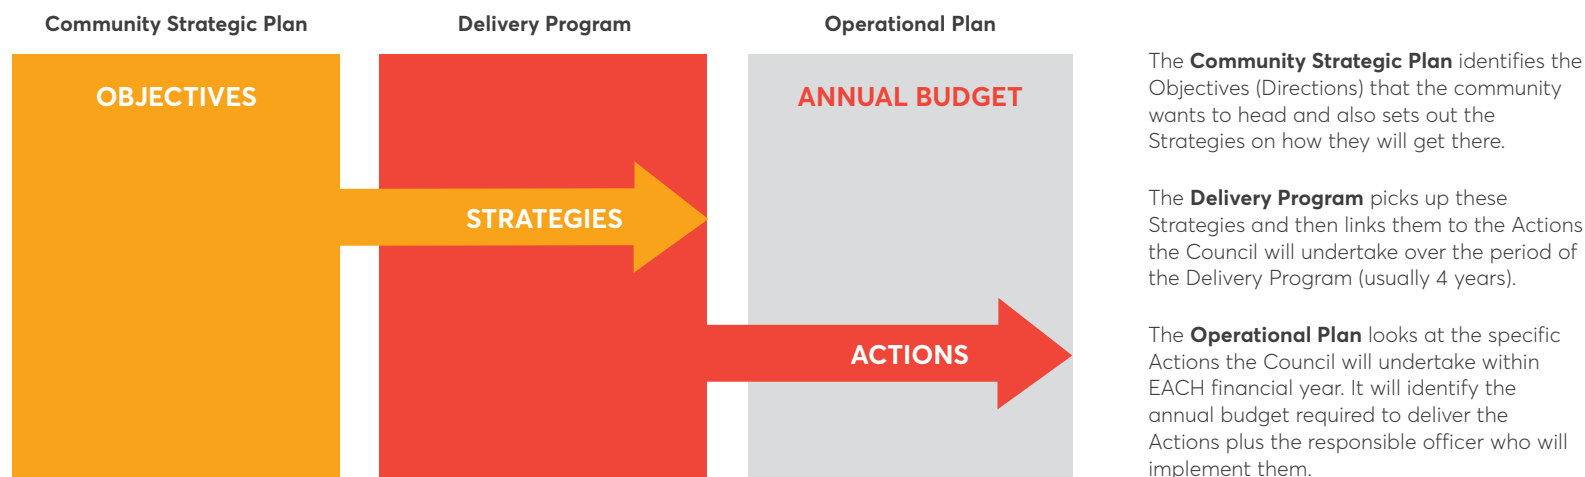 Community Strategic Plan
Delivery Program
Operational Plan
OBJECTIVES
ANNUAL BUDGET
STRATEGIES
ACTIONS
The Community Strategic Plan identifies the
Objectives (Directions) that the community
wants to head and also sets out the
Strategies on how they will get there.
The Delivery Program picks up these
Strategies and then links them to the Actions
the Council will undertake over the period of
the Delivery Program (usually 4 years).
The Operational Plan looks at the specific
Actions the Council will undertake within
EACH financial year. It will identify the
annual budget required to deliver the
Actions plus the responsible officer who will
implement them.